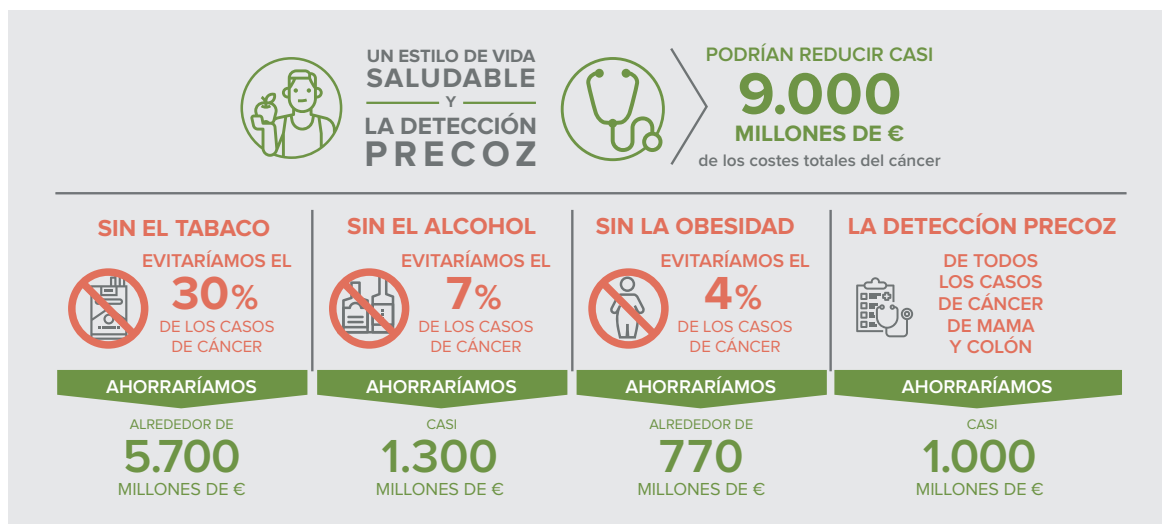 UN ESTILO DE VIDA
SALUDABLE
Y
LA DETECCIÓN
PRECOZ
PODRÍAN REDUCIR CASI
9.000
MILLONES DE €
de los costes totales del cáncer
SIN EL TABACO
EVITARÍAMOS EL
30%
DE LOS CASOS
DE CÁNCER
AHORRARÍAMOS
ALREDEDOR DE
5.700
MILLONES DE €
SIN EL ALCOHOL
EVITARÍAMOS EL
7%
DE LOS CASOS
DE CÁNCER
AHORRARÍAMOS
CASI
1.300
MILLONES DE €
SIN LA OBESIDAD
EVITARÍAMOS EL
4%
DE LOS CASOS
DE CÁNCER
AHORRARÍAMOS
ALREDEDOR DE
770
MILLONES DE €
LA DETECCÍON PRECOZ
DE TODOS
LOS CASOS
DE CÁNCER
DE MAMA
Y COLÓN
AHORRARÍAMOS
CASI
1.000
MILLONES DE €